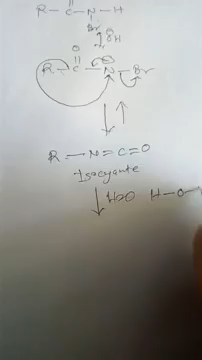 R - C - N - H
Br
OH
O
R - C - N - Br
R - N = C = O
Isocyante
H2O H - O